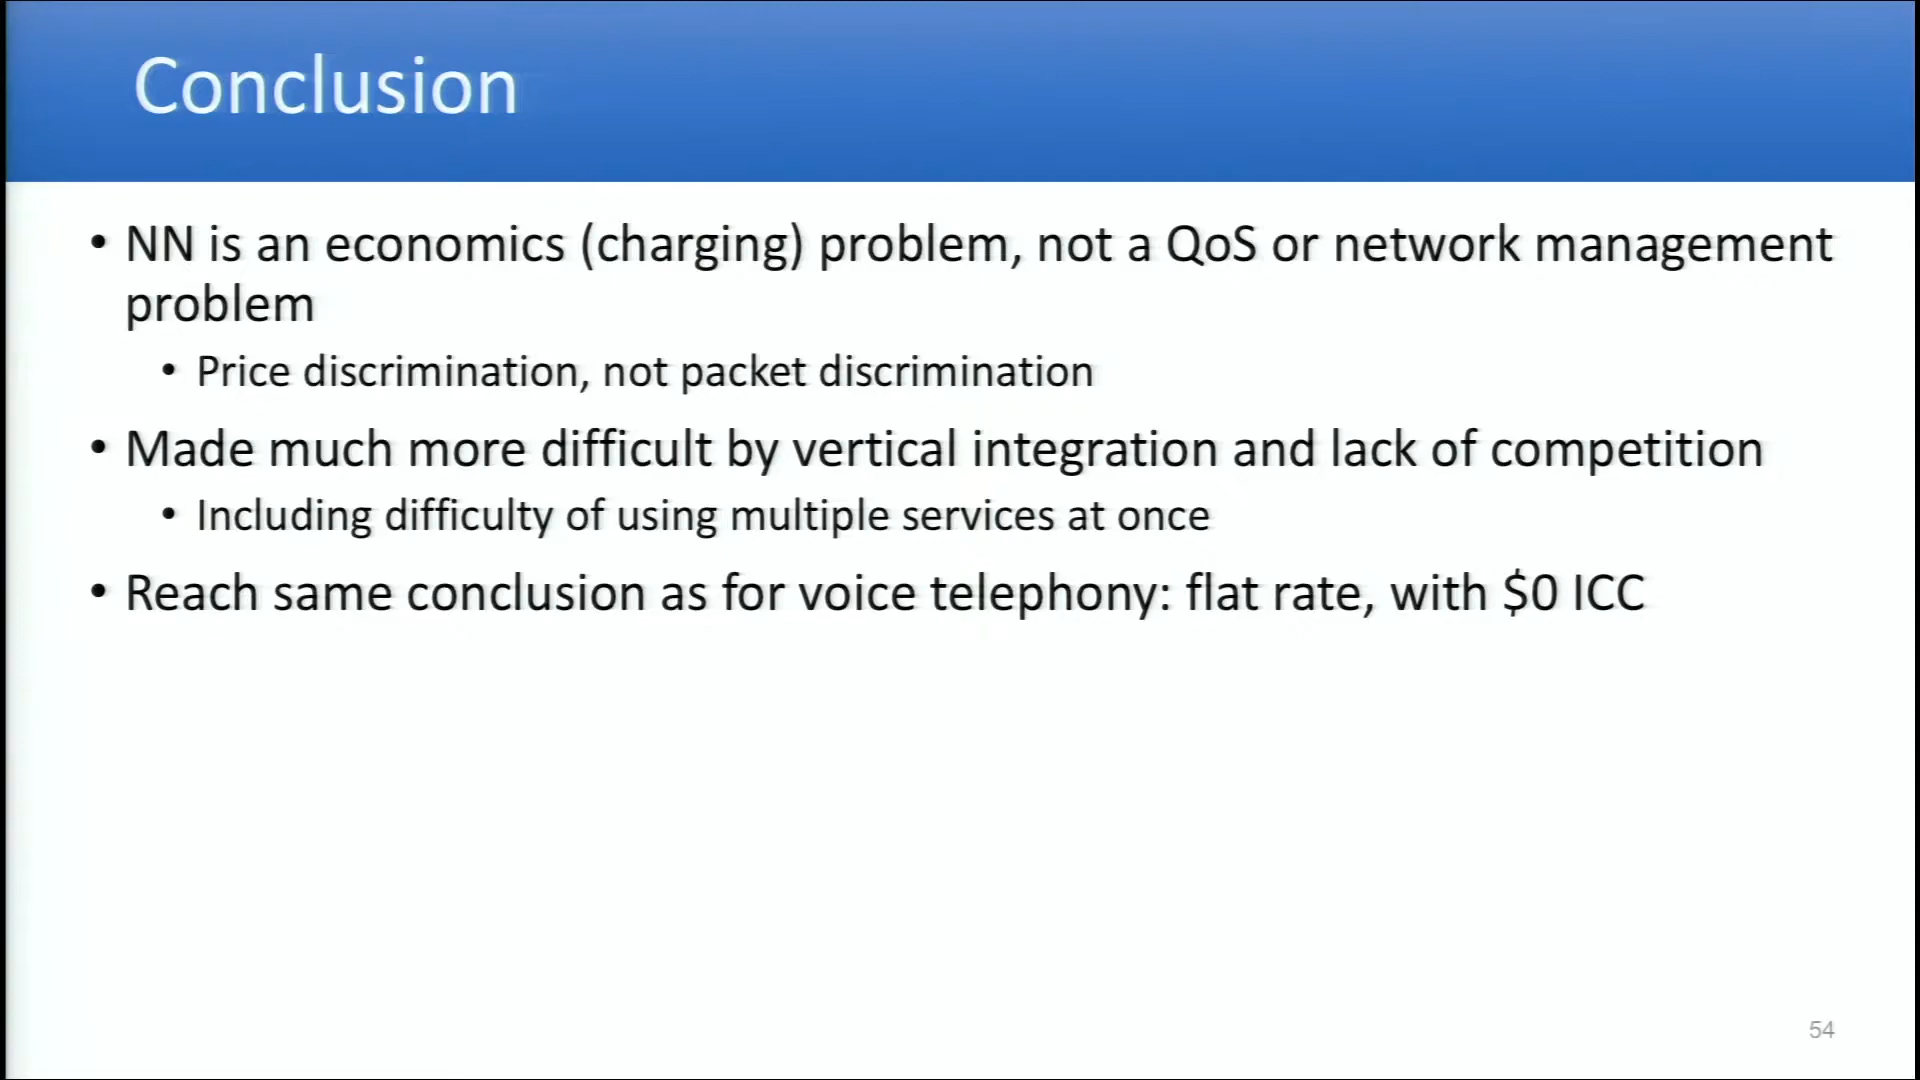 Conclusion
• NN is an economics (charging) problem, not a QoS or network management
problem
• Price discrimination, not packet discrimination
• Made much more difficult by vertical integration and lack of competition
• Including difficulty of using multiple services at once
• Reach same conclusion as for voice telephony: flat rate, with $0 ICC
54